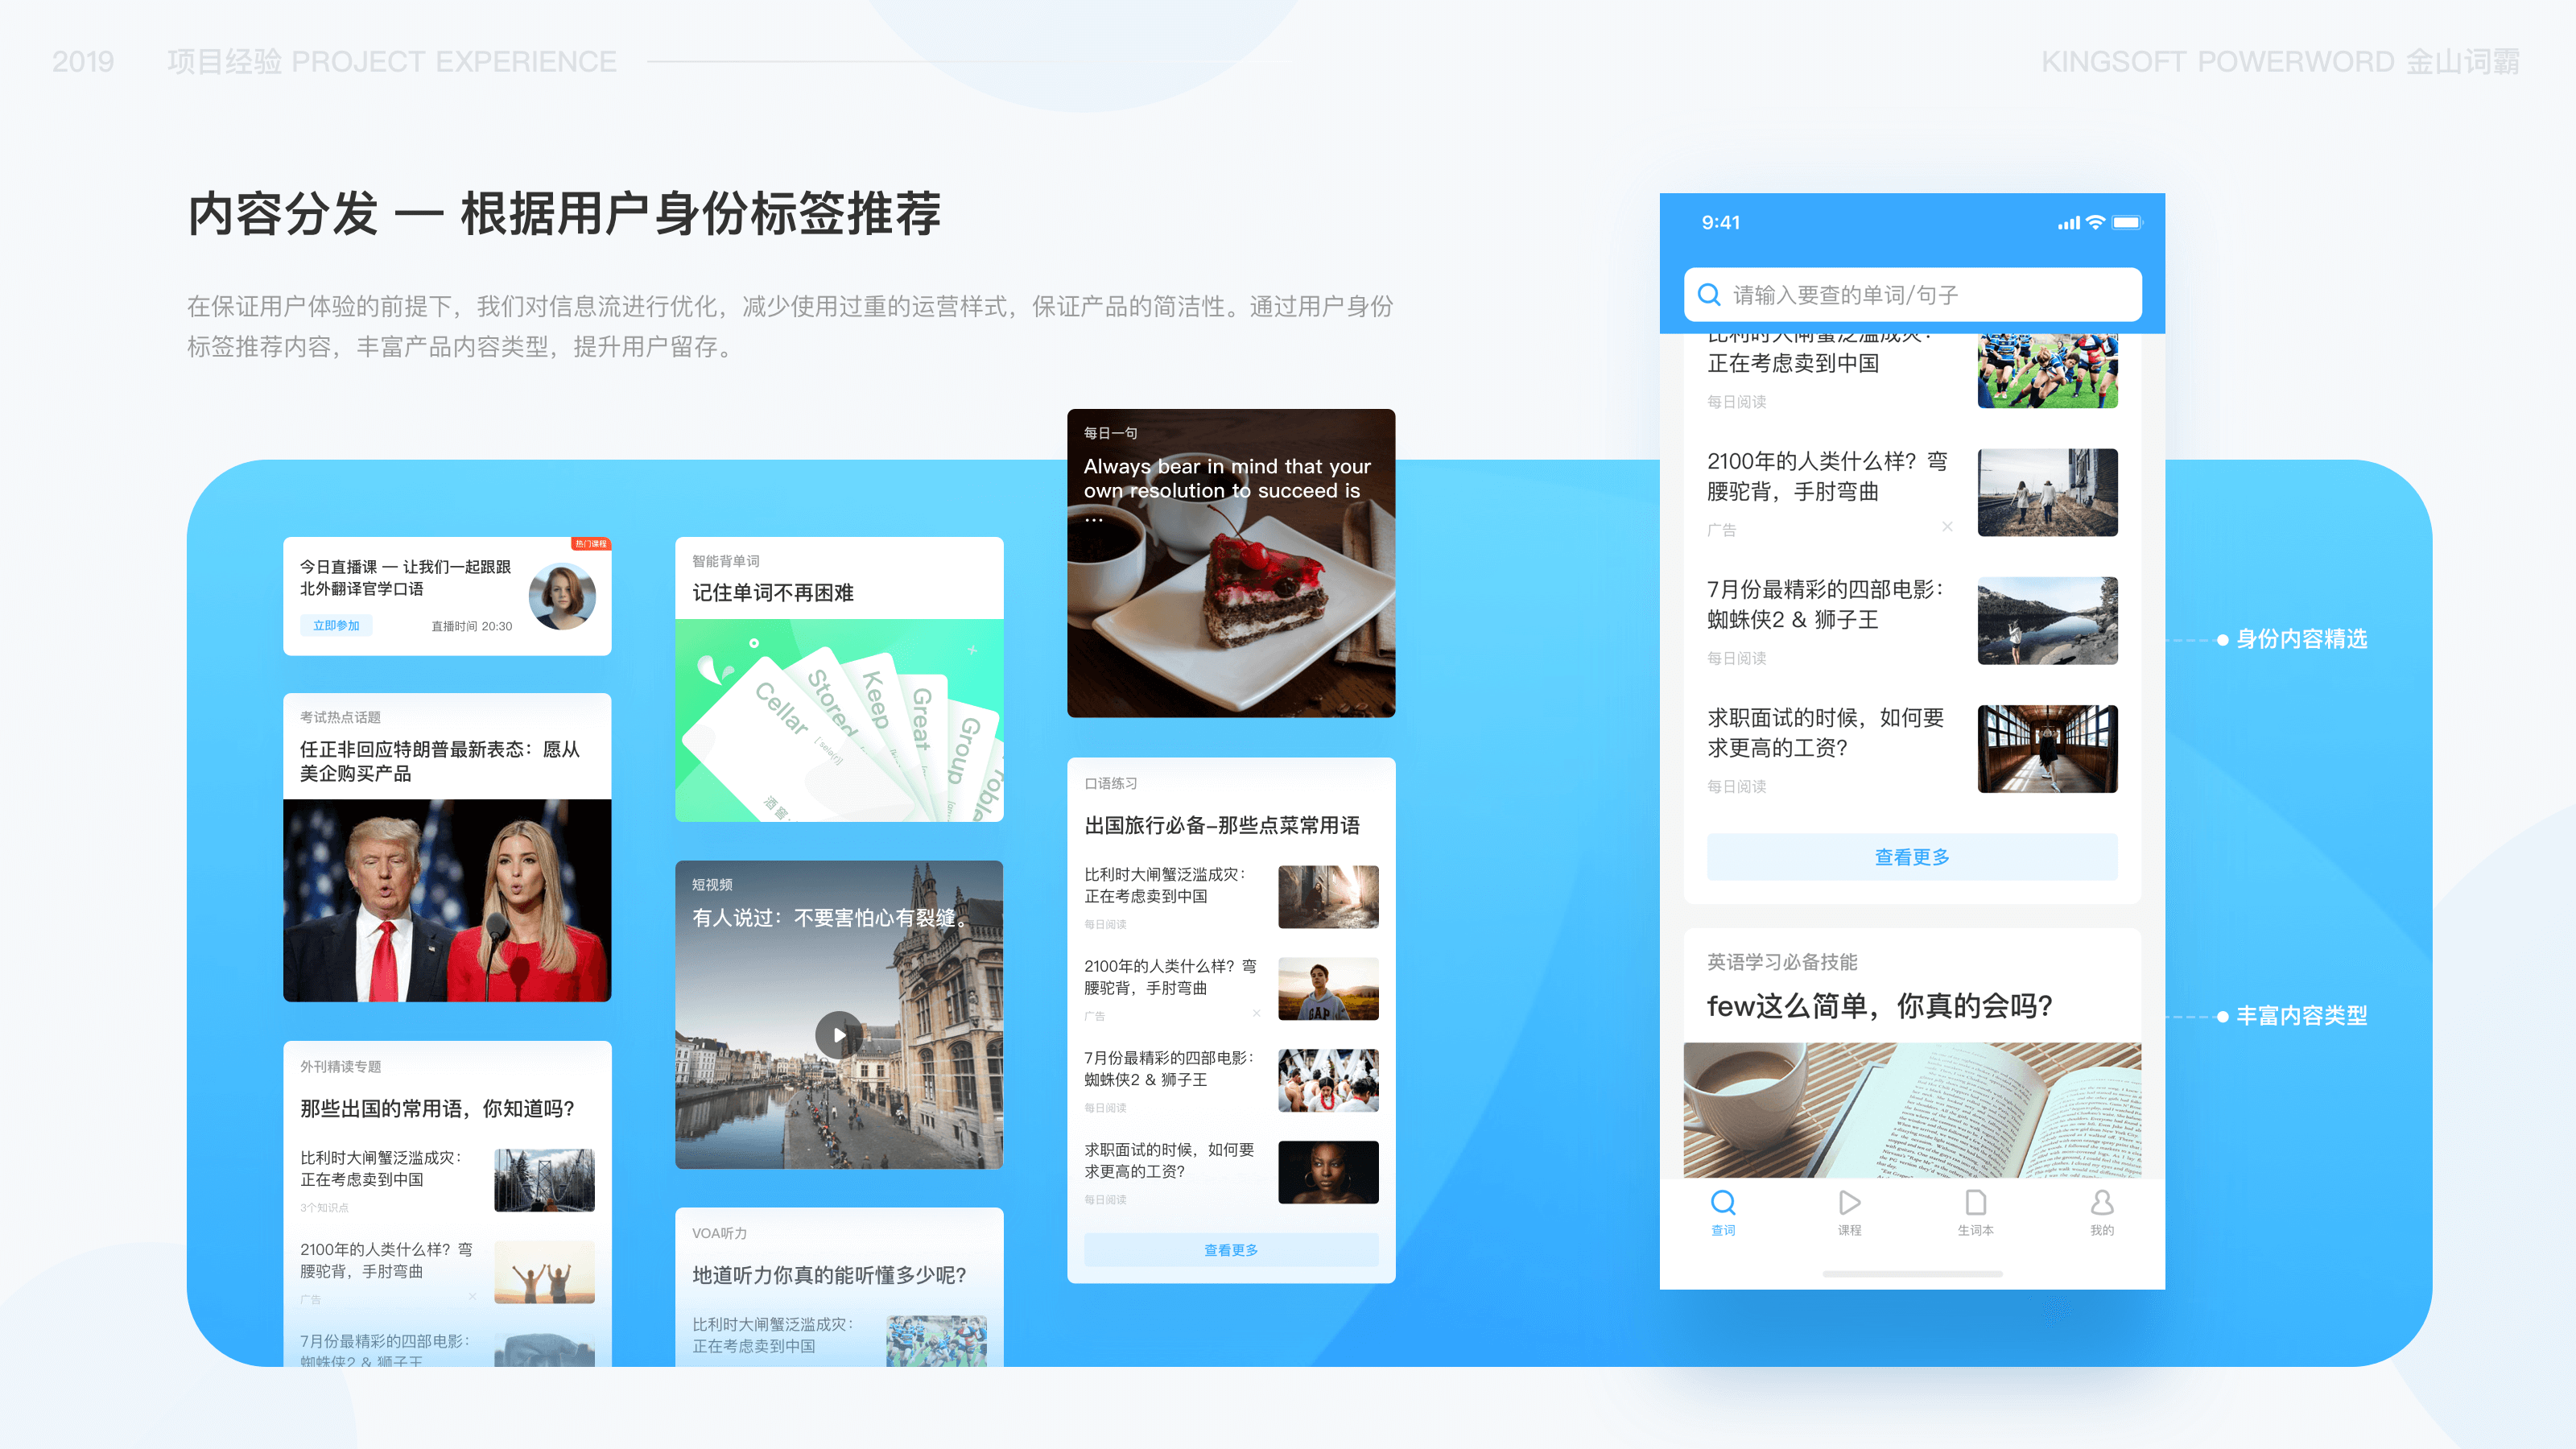 2019
项目经验 PROJECT EXPERIENCE
KINGSOFT POWERWORD 金山词霸
内容分发 — 根据用户身份标签推荐
在保证用户体验的前提下，我们对信息流进行优化，减少使用过重的运营样式，保证产品的简洁性。通过用户身份
标签推荐内容，丰富产品内容类型，提升用户留存。
热门课程
今日直播课 — 让我们一起跟跟
北外翻译官学口语
立即参加
直播时间 20:30
考试热点话题
任正非回应特朗普最新表态：愿从
美企购买产品
外刊精读专题
那些出国的常用语，你知道吗？
比利时大闸蟹泛滥成灾：
正在考虑卖到中国
3个知识点
2100年的人类什么样？弯
腰驼背，手肘弯曲
广告
7月份最精彩的四部电影：
蜘蛛侠2 & 狮子王
智能背单词
记住单词不再困难
Cellar
酒窖
Stored
Keep
Great
Group
短视频
有人说过：不要害怕心有裂缝。
VOA听力
地道听力你真的能听懂多少呢？
比利时大闸蟹泛滥成灾：
正在考虑卖到中国
每日一句
Always bear in mind that your
own resolution to succeed is
...
口语练习
出国旅行必备–那些点菜常用语
比利时大闸蟹泛滥成灾：
正在考虑卖到中国
每日阅读
2100年的人类什么样？弯
腰驼背，手肘弯曲
广告
GAP
7月份最精彩的四部电影：
蜘蛛侠2 & 狮子王
每日阅读
求职面试的时候，如何要
求更高的工资？
每日阅读
查看更多
9:41
请输入要查的单词/句子
比利时大闸蟹泛滥成灾：
正在考虑卖到中国
每日阅读
2100年的人类什么样？弯
腰驼背，手肘弯曲
广告
7月份最精彩的四部电影：
蜘蛛侠2 & 狮子王
每日阅读
求职面试的时候，如何要
求更高的工资？
每日阅读
查看更多
英语学习必备技能
few这么简单，你真的会吗？
查词
课程
生词本
我的
身份内容精选
丰富内容类型